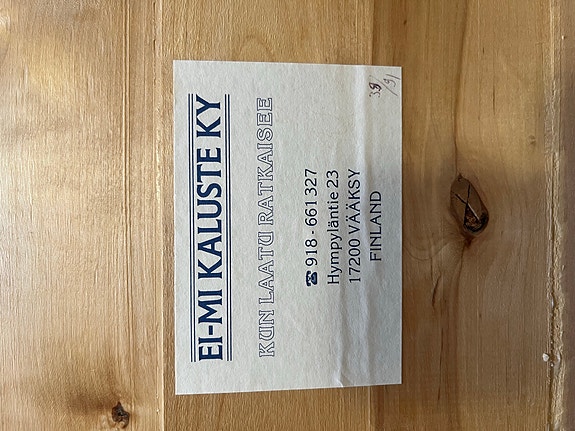 EI-MI KALUSTE KY
KUN LAATU RATKAISEE
☎ 918 - 661 327
Hympyläntie 23
17200 VÄÄKSY
FINLAND